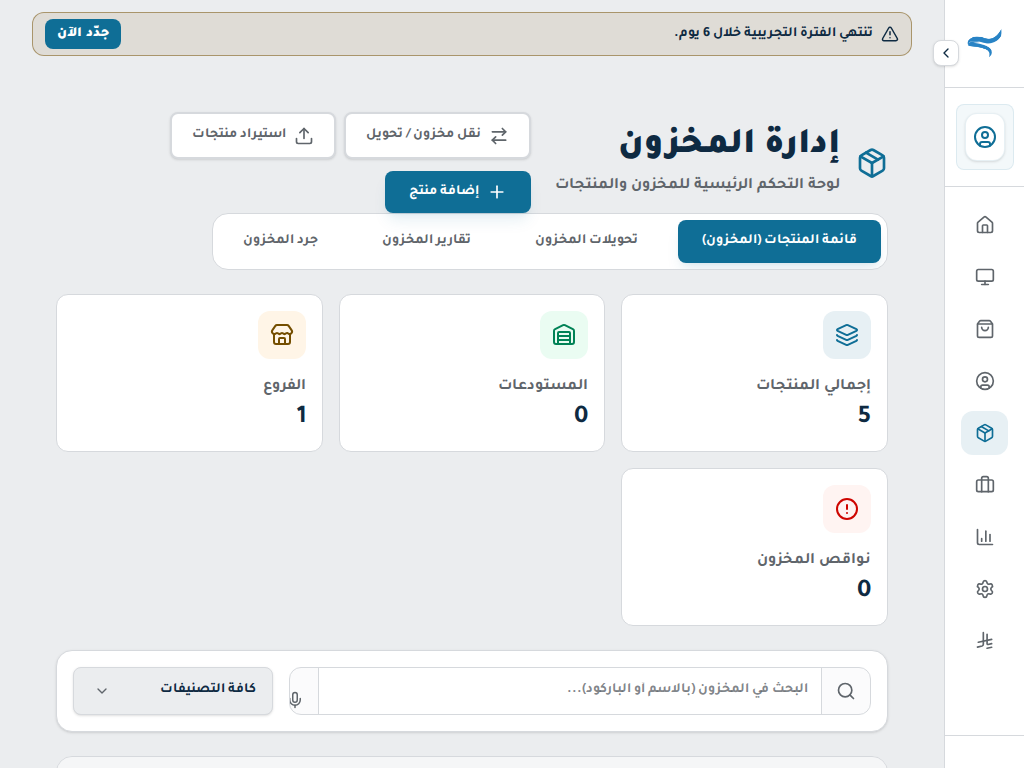 تنتهي الفترة التجريبية خلال 6 يوم.
جدّد الآن
إدارة المخزون
لوحة التحكم الرئيسية للمخزون والمنتجات
نقل مخزون / تحويل
استيراد منتجات
إضافة منتج
قائمة المنتجات (المخزون)
تحويلات المخزون
تقارير المخزون
جرد المخزون
إجمالي المنتجات
5
المستودعات
0
الفروع
1
نواقص المخزون
0
البحث في المخزون (بالاسم او الباركود)...
كافة التصنيفات